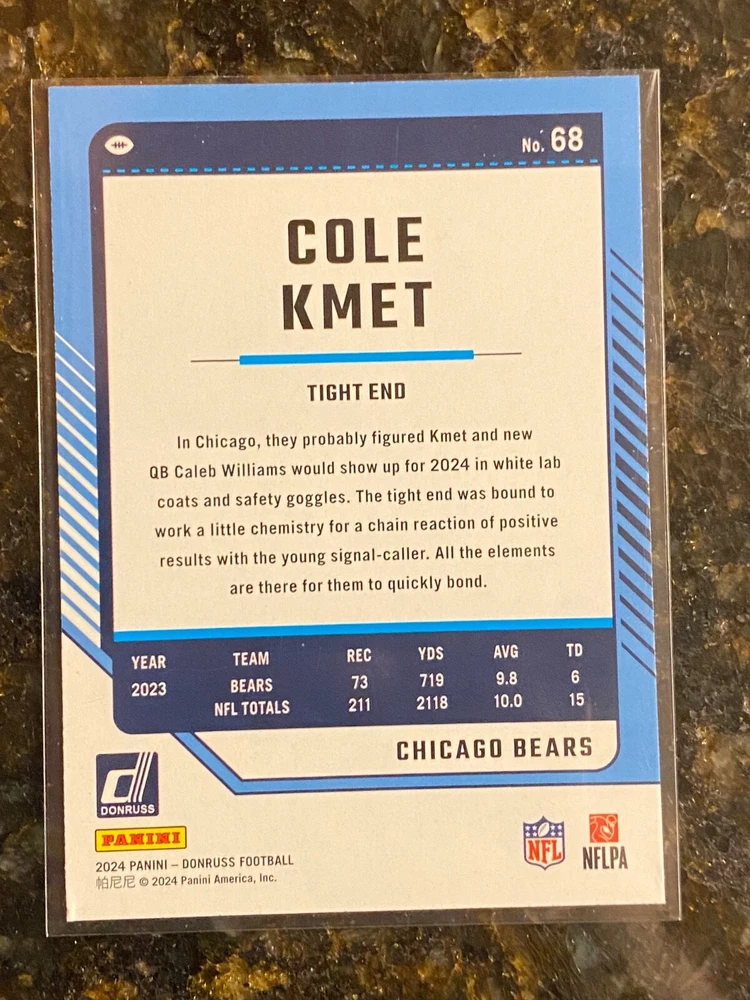 No. 68
COLE
KMET
TIGHT END
In Chicago, they probably figured Kmet and new
QB Caleb Williams would show up for 2024 in white lab
coats and safety goggles. The tight end was bound to
work a little chemistry for a chain reaction of positive
results with the young signal-caller. All the elements
are there for them to quickly bond.
YEAR TEAM REC YDS AVG TD
2023 BEARS 73 719 9.8 6
NFL TOTALS 211 2118 10.0 15
CHICAGO BEARS
DONRUSS
PANINI
2024 PANINI – DONRUSS FOOTBALL
帕尼尼 © 2024 Panini America, Inc.
NFL
NFLPA